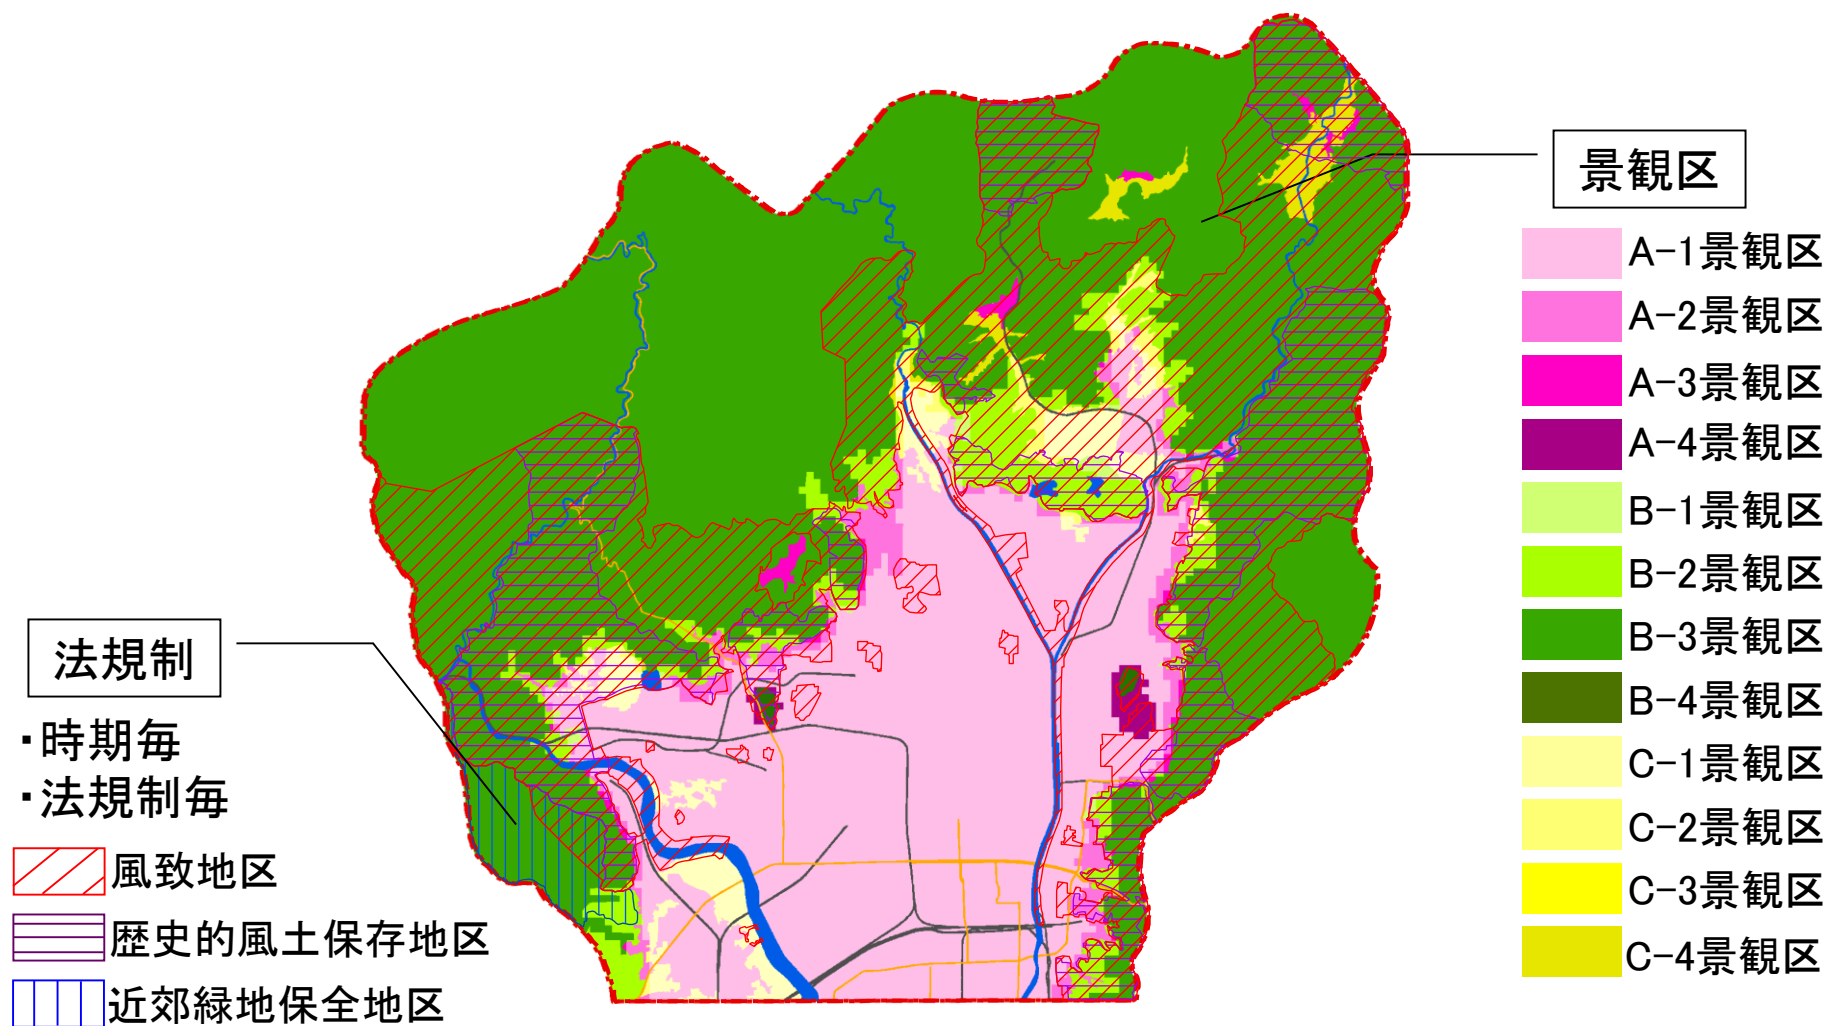 景観区
A-1景観区
A-2景観区
A-3景観区
A-4景観区
B-1景観区
B-2景観区
B-3景観区
B-4景観区
C-1景観区
C-2景観区
C-3景観区
C-4景観区
法規制
・時期毎
・法規制毎
風致地区
歴史的風土保存地区
近郊緑地保全地区